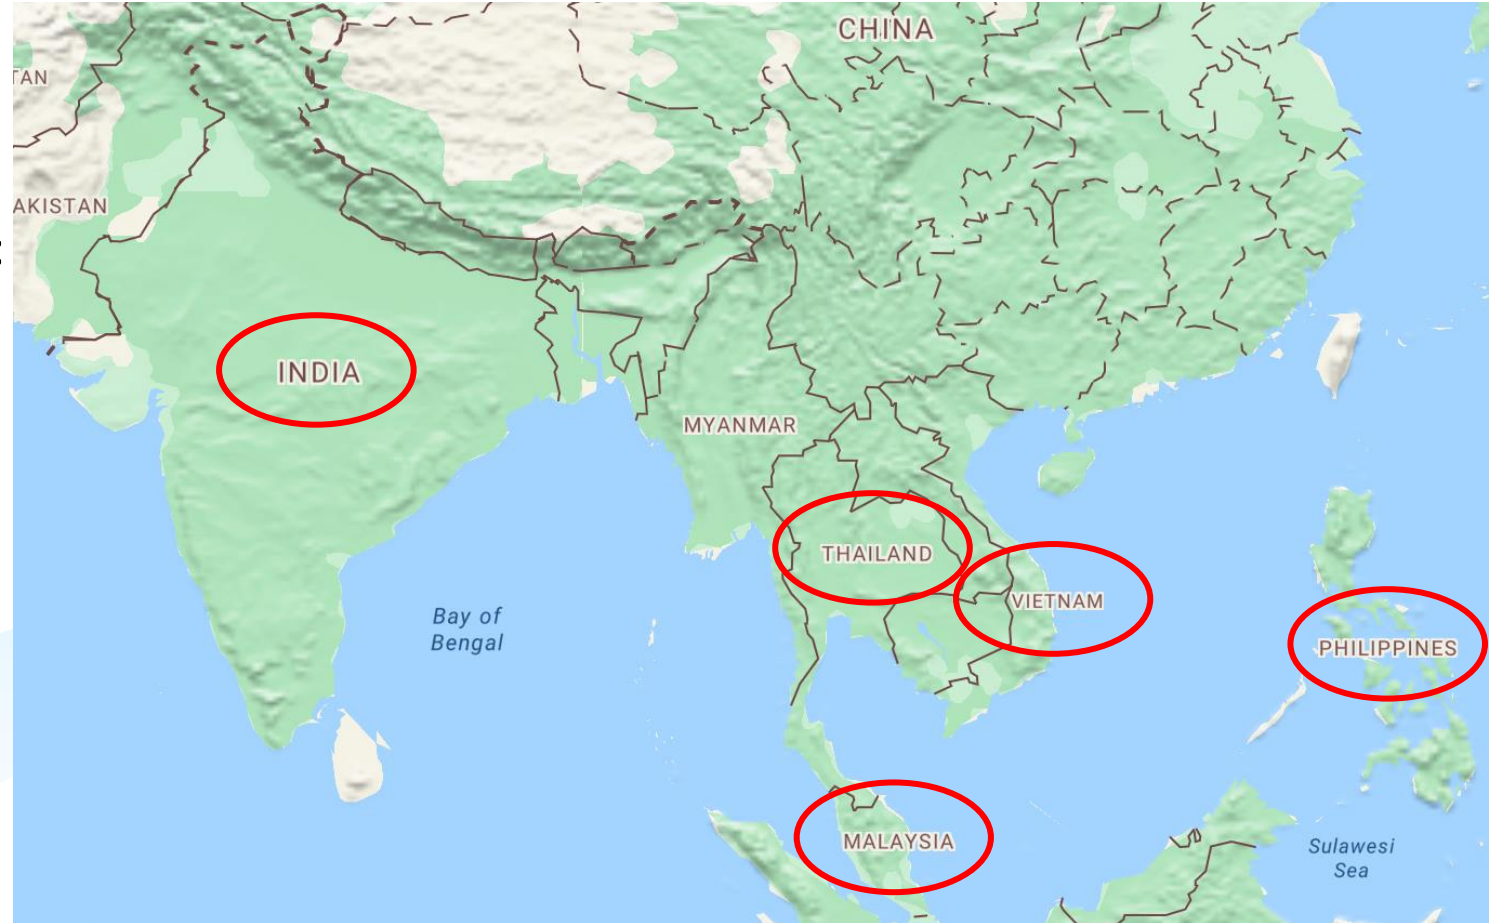 CHINA
TAN
AKISTAN
INDIA
MYANMAR
THAILAND
VIETNAM
Bay of
Bengal
PHILIPPINES
MALAYSIA
Sulawesi
Sea